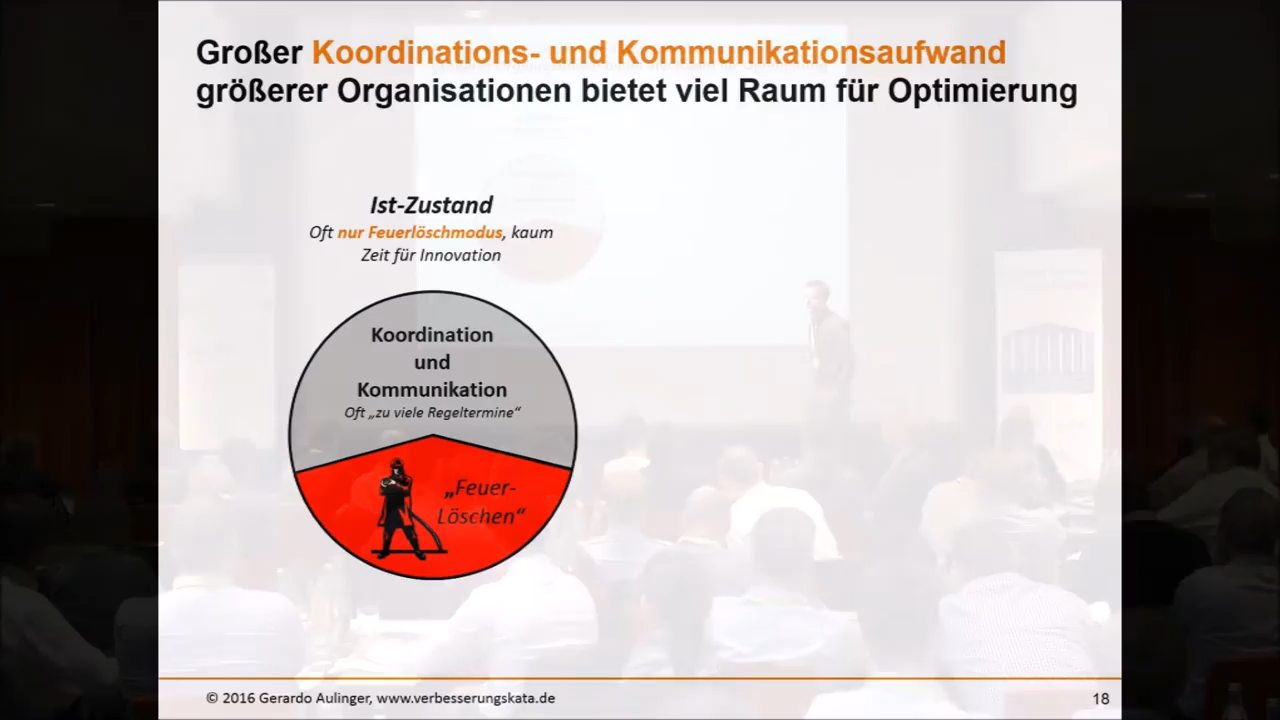 Großer Koordinations- und Kommunikationsaufwand
größerer Organisationen bietet viel Raum für Optimierung
Ist-Zustand
Oft nur Feuerlöschmodus, kaum
Zeit für Innovation
Koordination
und
Kommunikation
Oft „zu viele Regeltermine“
„Feuer-
Löschen“
© 2016 Gerardo Aulinger, www.verbesserungskata.de
18